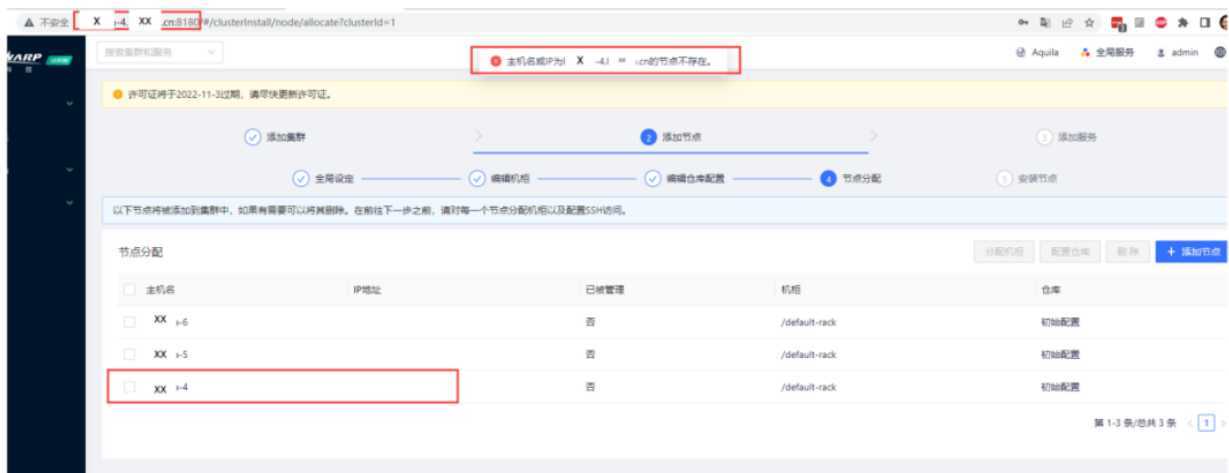 不安全 X ı-4. XX .cn:8180/#/clusterInstall/node/allocate?clusterId=1
WARP
搜索集群和服务
主机名或IP为l X -4.l xx ı.cn的节点不存在。
Aquila 全局服务 admin
许可证将于2022-11-3过期，请尽快更新许可证。
添加集群 2 添加节点 3 添加服务
全局设定 编辑机柜 编辑仓库配置 4 节点分配 5 安装节点
以下节点将被添加到集群中，如果有需要可以将其删除。在前往下一步之前，请对每一个节点分配机柜以及配置SSH访问。
节点分配 分配机柜 配置仓库 删除 + 添加节点
主机名 IP地址 已被管理 机柜 仓库
XX ı-6 否 /default-rack 初始配置
XX ı-5 否 /default-rack 初始配置
XX ı-4 否 /default-rack 初始配置
第 1-3 条/总共 3 条 < 1 >